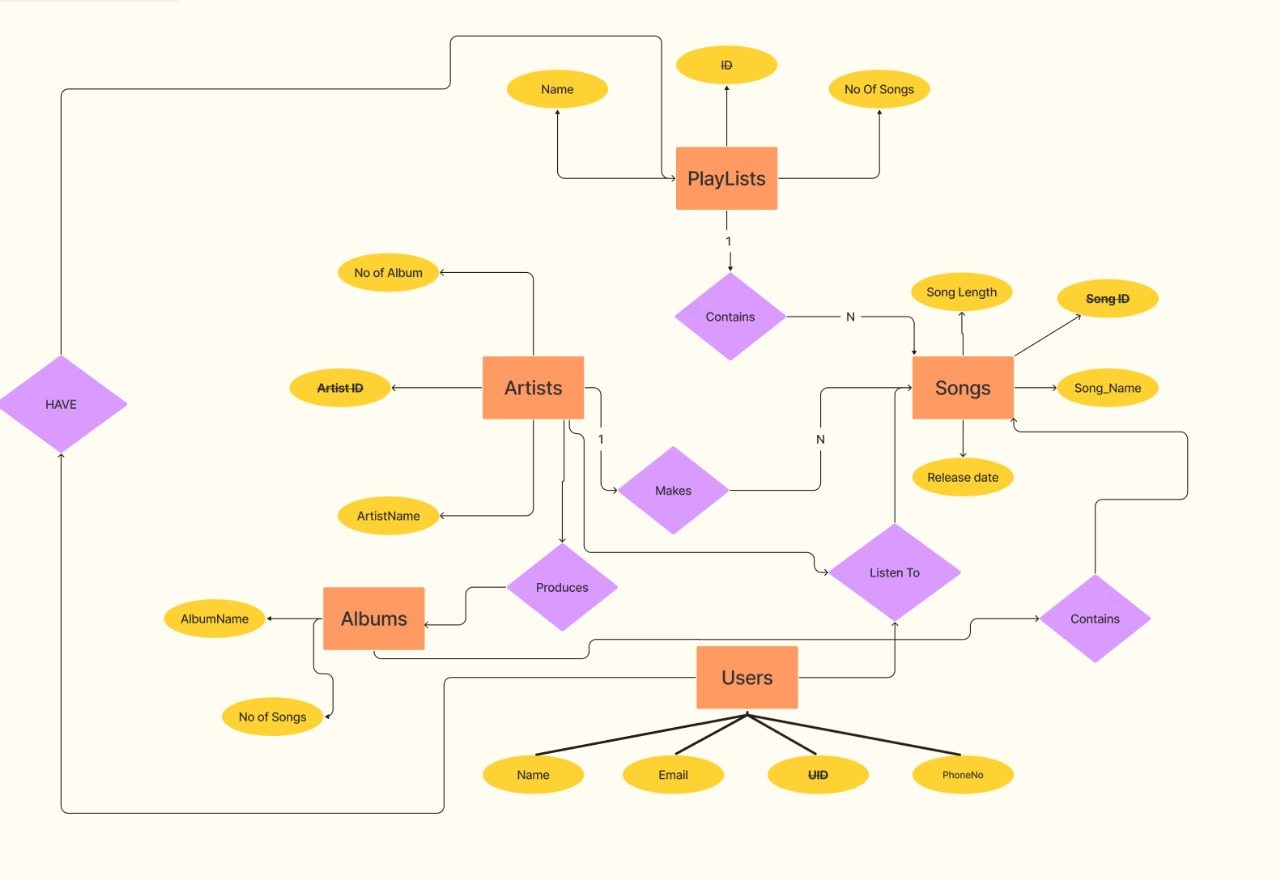 ID
Name
No Of Songs
PlayLists
1
No of Album
Song Length
Song ID
Contains
N
Artist ID
Artists
Songs
Song_Name
HAVE
1
N
Release date
Makes
ArtistName
Listen To
Produces
AlbumName
Albums
Contains
Users
No of Songs
Name
Email
UID
PhoneNo